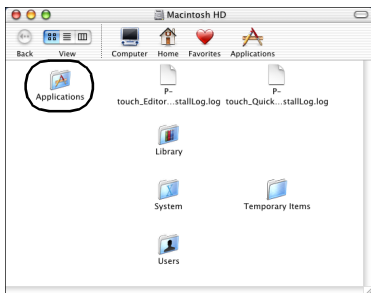 Macintosh HD
Back View Computer Home Favorites Applications
Applications
P-
touch_Editor...stallLog.log
P-
touch_Quick...stallLog.log
Library
System
Temporary Items
Users